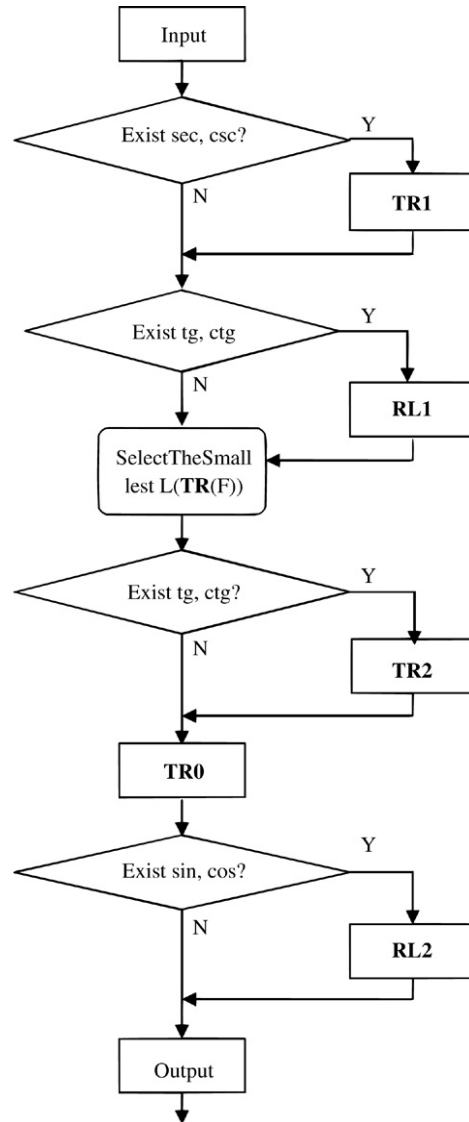 Input
Exist sec, csc?
Y
TR1
N
Exist tg, ctg
Y
N
RL1
SelectTheSmall
lest L(TR(F))
Exist tg, ctg?
Y
N
TR2
TR0
Exist sin, cos?
Y
N
RL2
Output